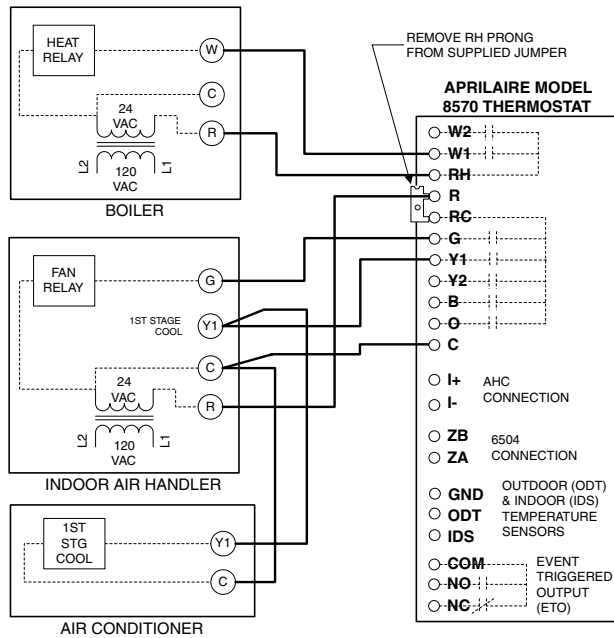 HEAT
RELAY
W
C
24
VAC
R
L2
120
VAC
L1
BOILER
FAN
RELAY
G
1ST STAGE
COOL
Y1
C
24
VAC
R
L2
120
VAC
L1
INDOOR AIR HANDLER
1ST
STG
COOL
Y1
C
AIR CONDITIONER
REMOVE RH PRONG
FROM SUPPLIED JUMPER
APRILAIRE MODEL
8570 THERMOSTAT
W2
W1
RH
R
RC
G
Y1
Y2
B
O
C
I+
I-
AHC
CONNECTION
ZB
ZA
6504
CONNECTION
GND
ODT
IDS
OUTDOOR (ODT)
& INDOOR (IDS)
TEMPERATURE
SENSORS
COM
NO
NC
EVENT
TRIGGERED
OUTPUT
(ETO)